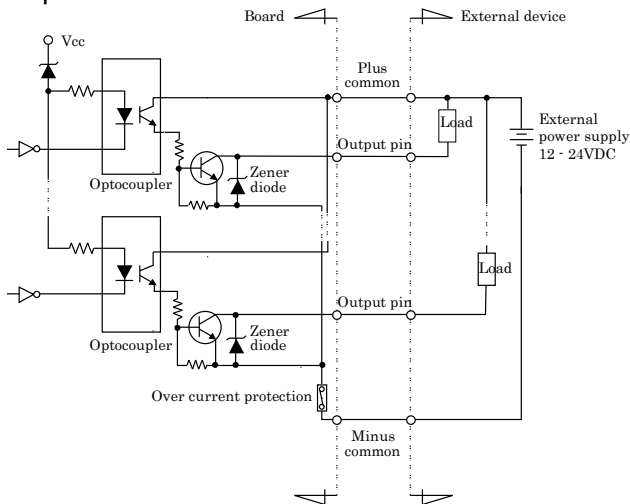 Board
External device
Vcc
Plus
common
Load
External
power supply
12 - 24VDC
Output pin
Zener
diode
Optocoupler
Load
Output pin
Zener
diode
Optocoupler
Over current protection
Minus
common